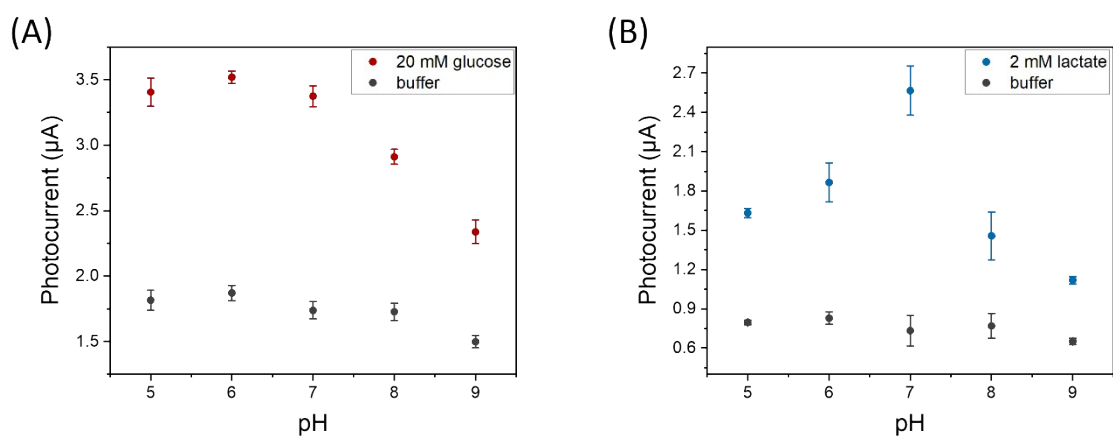 (A)
20 mM glucose
buffer
3.5
3.0
2.5
2.0
1.5
Photocurrent (μA)
5 6 7 8 9
pH
(B)
2 mM lactate
buffer
2.7
2.4
2.1
1.8
1.5
1.2
0.9
0.6
Photocurrent (μA)
5 6 7 8 9
pH